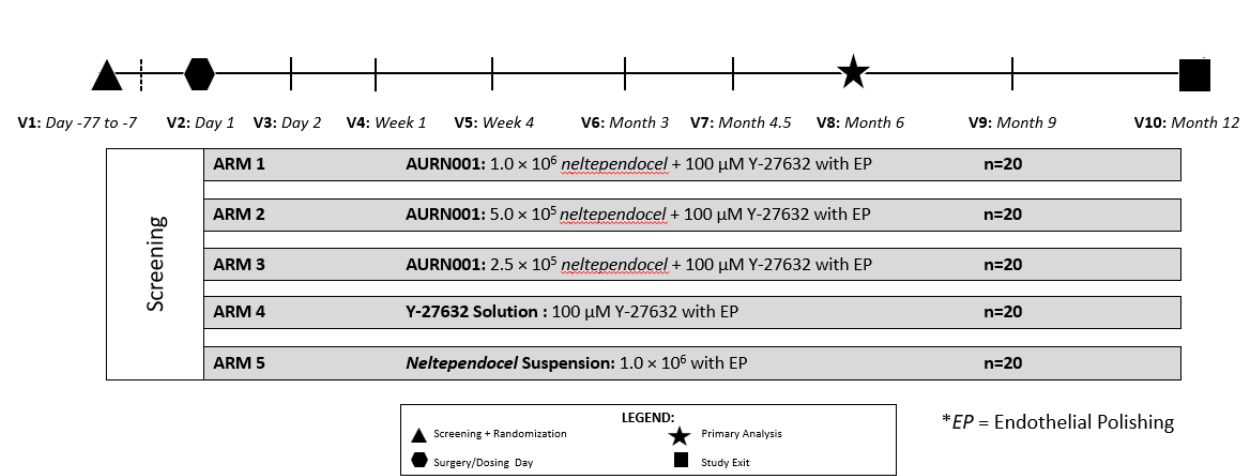 V1: Day -77 to -7 V2: Day 1 V3: Day 2 V4: Week 1 V5: Week 4 V6: Month 3 V7: Month 4.5 V8: Month 6 V9: Month 9 V10: Month 12
Screening
ARM 1 AURN001: 1.0 × 10⁶ neltependocel + 100 µM Y-27632 with EP n=20
ARM 2 AURN001: 5.0 × 10⁵ neltependocel + 100 µM Y-27632 with EP n=20
ARM 3 AURN001: 2.5 × 10⁵ neltependocel + 100 µM Y-27632 with EP n=20
ARM 4 Y-27632 Solution : 100 µM Y-27632 with EP n=20
ARM 5 Neltependocel Suspension: 1.0 × 10⁶ with EP n=20
LEGEND:
Screening + Randomization Primary Analysis
Surgery/Dosing Day Study Exit
*EP = Endothelial Polishing